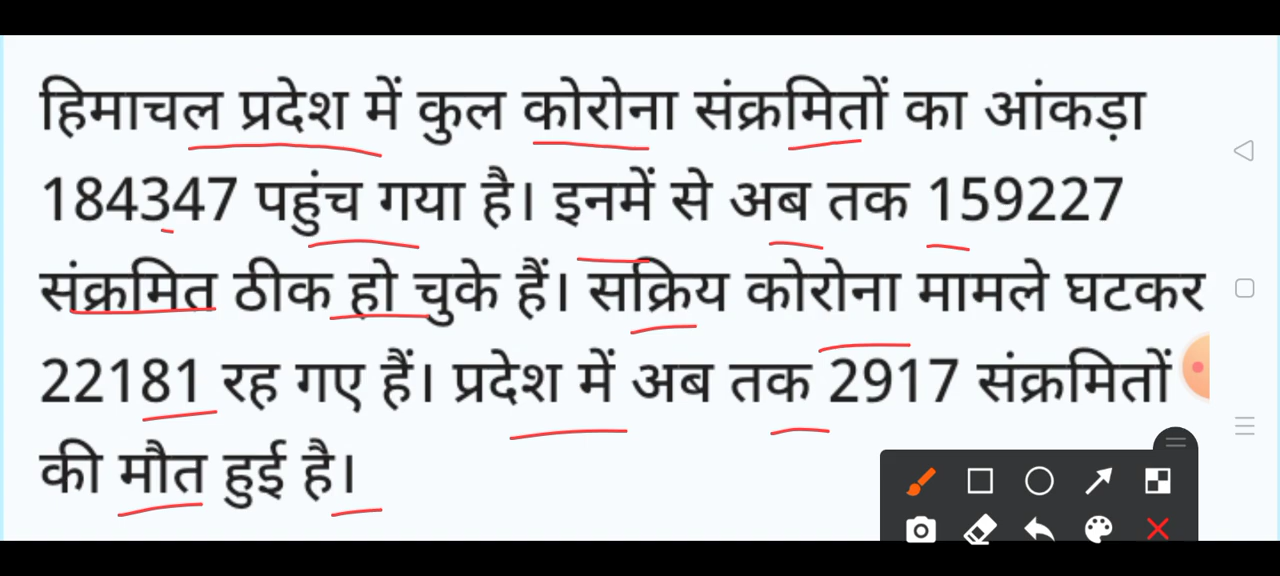 हिमाचल प्रदेश में कुल कोरोना संक्रमितों का आंकड़ा
184347 पहुंच गया है। इनमें से अब तक 159227
संक्रमित ठीक हो चुके हैं। सक्रिय कोरोना मामले घटकर
22181 रह गए हैं। प्रदेश में अब तक 2917 संक्रमितों
की मौत हुई है।